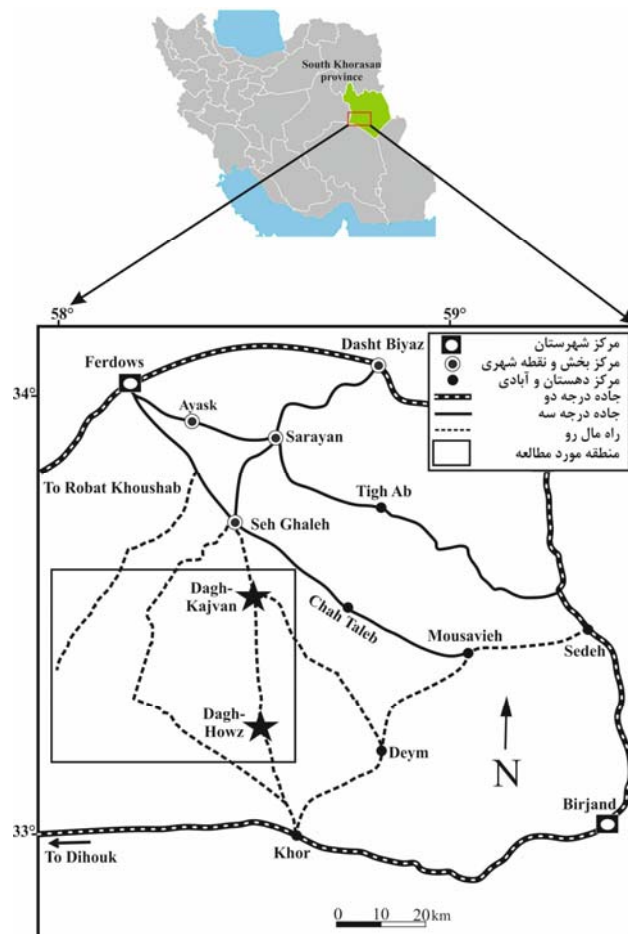 South Khorasan
province
58°
59°
34°
33°
Dasht Biyaz
Ferdows
Ayask
Sarayan
To Robat Khoushab
Tigh Ab
Seh Ghaleh
Dagh-
Kajvan
Chah Taleb
Mousavieh
Sedeh
Dagh-
Howz
Deym
N
Birjand
Khor
To Dihouk
0 10 20 km
مرکز شهرستان
مرکز بخش و نقطه شهری
مرکز دهستان و آبادی
جاده درجه دو
جاده درجه سه
راه مال رو
منطقه مورد مطالعه